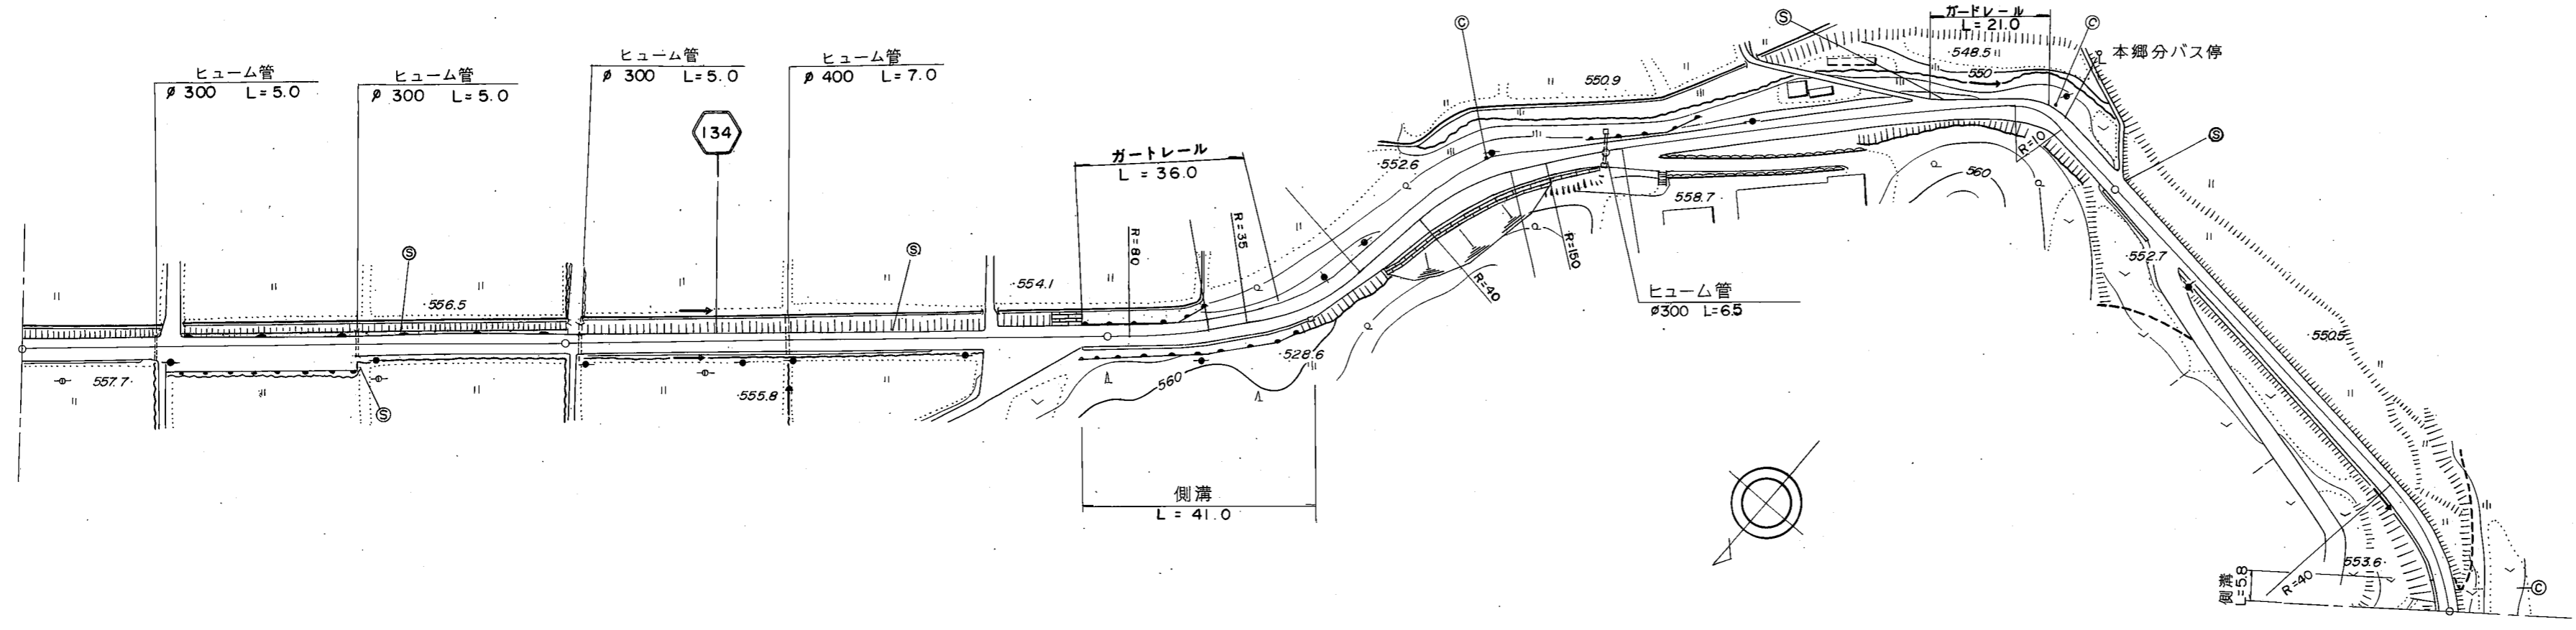 ヒューム管
φ 300 L=5.0
ヒューム管
φ 300 L=5.0
ヒューム管
φ 300 L=5.0
ヒューム管
φ 400 L=7.0
134
ガートレール
L = 36.0
R=80
R=35
Ⓒ
Ⓢ
ガードレール
L=21.0
Ⓒ
本郷分バス停
548.5
550
550.9
552.6
R=10
Ⓢ
560
558.7
R=150
R=40
ヒューム管
φ300 L=6.5
552.7
550.5
Ⓢ
Ⓢ
556.5
554.1
557.7
555.8
Ⓢ
528.6
560
側溝
L = 41.0
側溝
L=5.8
R=40
553.6
Ⓒ